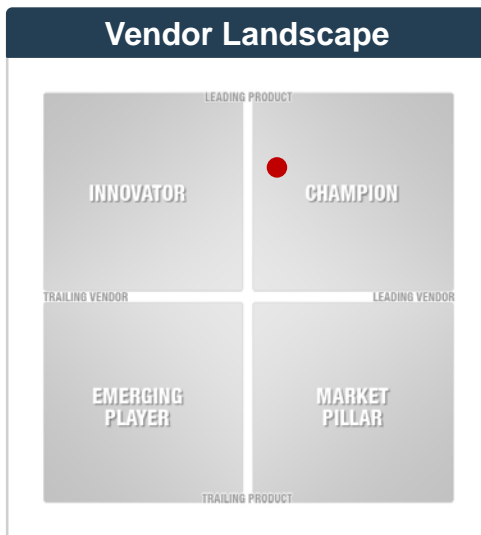 Vendor Landscape
LEADING PRODUCT
INNOVATOR
CHAMPION
TRAILING VENDOR
LEADING VENDOR
EMERGING
PLAYER
MARKET
PILLAR
TRAILING PRODUCT